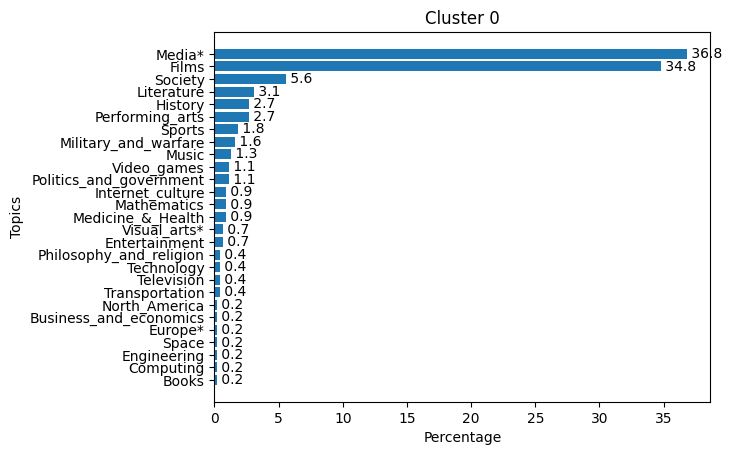 Cluster 0
Topics
Media* 36.8
Films 34.8
Society 5.6
Literature 3.1
History 2.7
Performing_arts 2.7
Sports 1.8
Military_and_warfare 1.6
Music 1.3
Video_games 1.1
Politics_and_government 1.1
Internet_culture 0.9
Mathematics 0.9
Medicine_&_Health 0.9
Visual_arts* 0.7
Entertainment 0.7
Philosophy_and_religion 0.4
Technology 0.4
Television 0.4
Transportation 0.4
North_America 0.2
Business_and_economics 0.2
Europe* 0.2
Space 0.2
Engineering 0.2
Computing 0.2
Books 0.2
0 5 10 15 20 25 30 35
Percentage